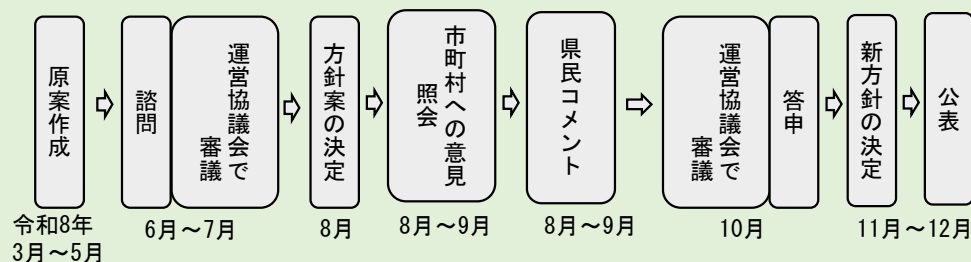 原案作成
諮問
運営協議会で
審議
方針案の決定
市町村への意見
照会
県民コメント
運営協議会で
審議
答申
新方針の決定
公表
令和8年
3月～5月
6月～7月
8月
8月～9月
8月～9月
10月
11月～12月